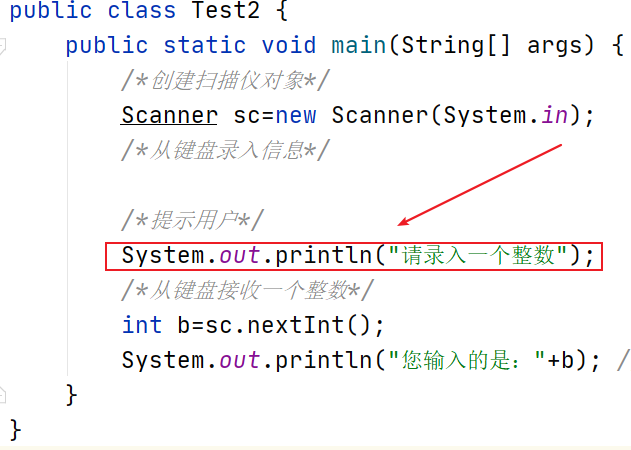 public class Test2 {
public static void main(String[] args) {
/*创建扫描仪对象*/
Scanner sc=new Scanner(System.in);
/*从键盘录入信息*/
/*提示用户*/
System.out.println("请录入一个整数");
/*从键盘接收一个整数*/
int b=sc.nextInt();
System.out.println("您输入的是："+b); /
}
}